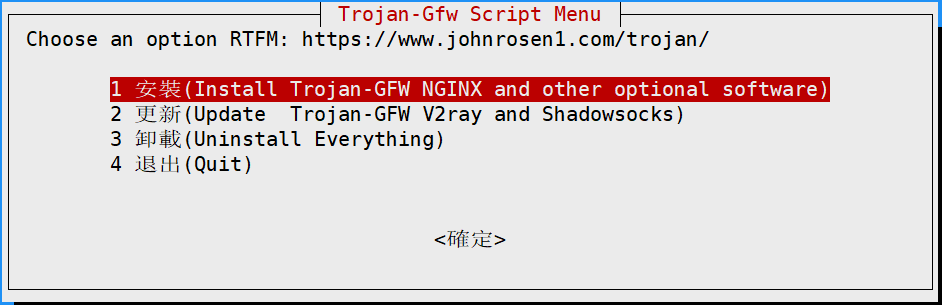 Trojan-Gfw Script Menu
Choose an option RTFM: https://www.johnrosen1.com/trojan/
1 安裝(Install Trojan-GFW NGINX and other optional software)
2 更新(Update  Trojan-GFW V2ray and Shadowsocks)
3 卸載(Uninstall Everything)
4 退出(Quit)
<確定>